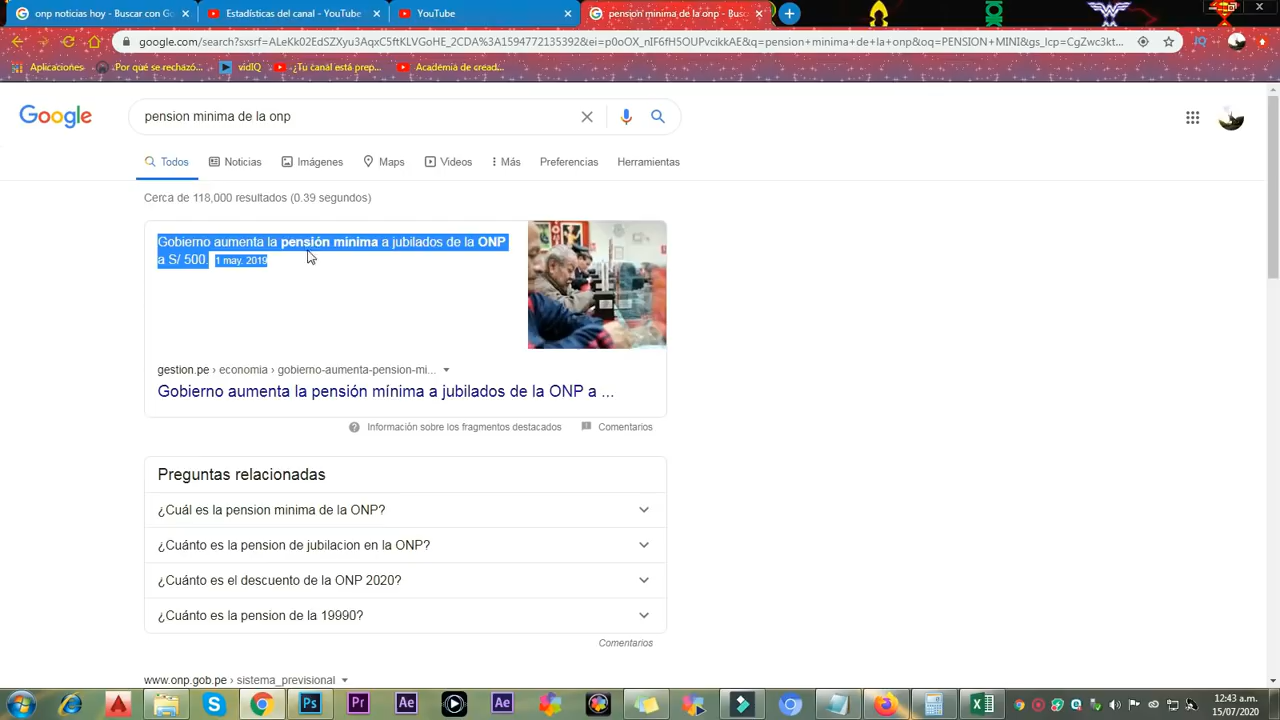 onp noticias hoy - Buscar con Go
Estadísticas del canal - YouTube
YouTube
pension minima de la onp - Bus
google.com/search?sxsrf=ALeKk02EdSZXyu3AqxC5ftKLVGoHE_2CDA%3A1594772135392&ei=p0oOX_nIF6fH5OUPvcikkAE&q=pension+minima+de+la+onp&oq=PENSION+MINI&gs_lcp=CgZwc3kt...
Aplicaciones
Por qué se rechazó...
vidIQ
¿Tu canal está prep...
Academia de cread...
Google
pension minima de la onp
Todos
Noticias
Imágenes
Maps
Videos
Más
Preferencias
Herramientas
Cerca de 118,000 resultados (0.39 segundos)
Gobierno aumenta la pensión mínima a jubilados de la ONP
a S/ 500. 1 may. 2019
gestion.pe › economia › gobierno-aumenta-pension-mi...
Gobierno aumenta la pensión mínima a jubilados de la ONP a ...
Información sobre los fragmentos destacados
Comentarios
Preguntas relacionadas
¿Cuál es la pension minima de la ONP?
¿Cuánto es la pension de jubilacion en la ONP?
¿Cuánto es el descuento de la ONP 2020?
¿Cuánto es la pension de la 19990?
Comentarios
www.onp.gob.pe › sistema_previsional
Ps
Pr
Ae
Ae
12:43 a.m.
15/07/2020